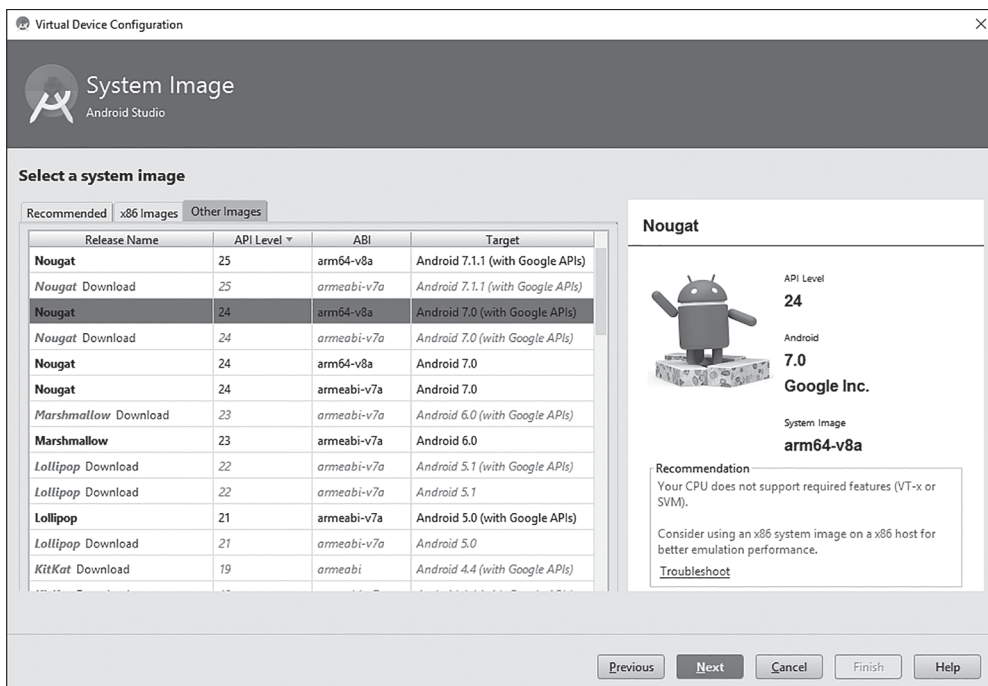 Virtual Device Configuration
System Image
Android Studio
Select a system image
Recommended x86 Images Other Images
Release Name API Level ABI Target
Nougat 25 arm64-v8a Android 7.1.1 (with Google APIs)
Nougat Download 25 armeabi-v7a Android 7.1.1 (with Google APIs)
Nougat 24 arm64-v8a Android 7.0 (with Google APIs)
Nougat Download 24 armeabi-v7a Android 7.0 (with Google APIs)
Nougat 24 arm64-v8a Android 7.0
Nougat 24 armeabi-v7a Android 7.0
Marshmallow Download 23 armeabi-v7a Android 6.0 (with Google APIs)
Marshmallow 23 armeabi-v7a Android 6.0
Lollipop Download 22 armeabi-v7a Android 5.1 (with Google APIs)
Lollipop Download 22 armeabi-v7a Android 5.1
Lollipop 21 armeabi-v7a Android 5.0 (with Google APIs)
Lollipop Download 21 armeabi-v7a Android 5.0
KitKat Download 19 armeabi Android 4.4 (with Google APIs)
Nougat
API Level
24
Android
7.0
Google Inc.
System Image
arm64-v8a
Recommendation
Your CPU does not support required features (VT-x or
SVM).
Consider using an x86 system image on a x86 host for
better emulation performance.
Troubleshoot
Previous Next Cancel Finish Help